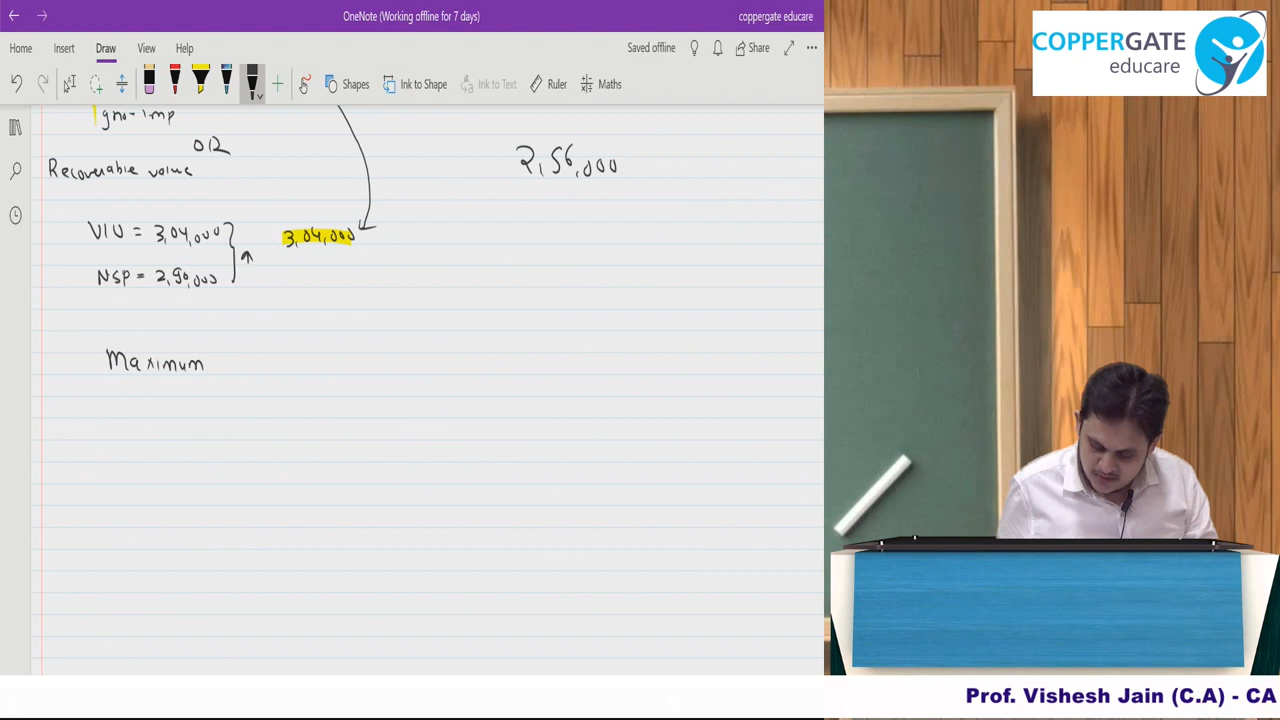 OneNote (Working offline for 7 days)
coppergate educare
Home Insert Draw View Help
Saved offline
Share
Shapes
Ink to Shape
Ink to Text
Ruler
Maths
Ignore Imp
OR
Recoverable value
2,56,000
VIU = 3,04,000
3,04,000
NSP = 2,90,000
Maximum
COPPERGATE
educare
Prof. Vishesh Jain (C.A) - CA